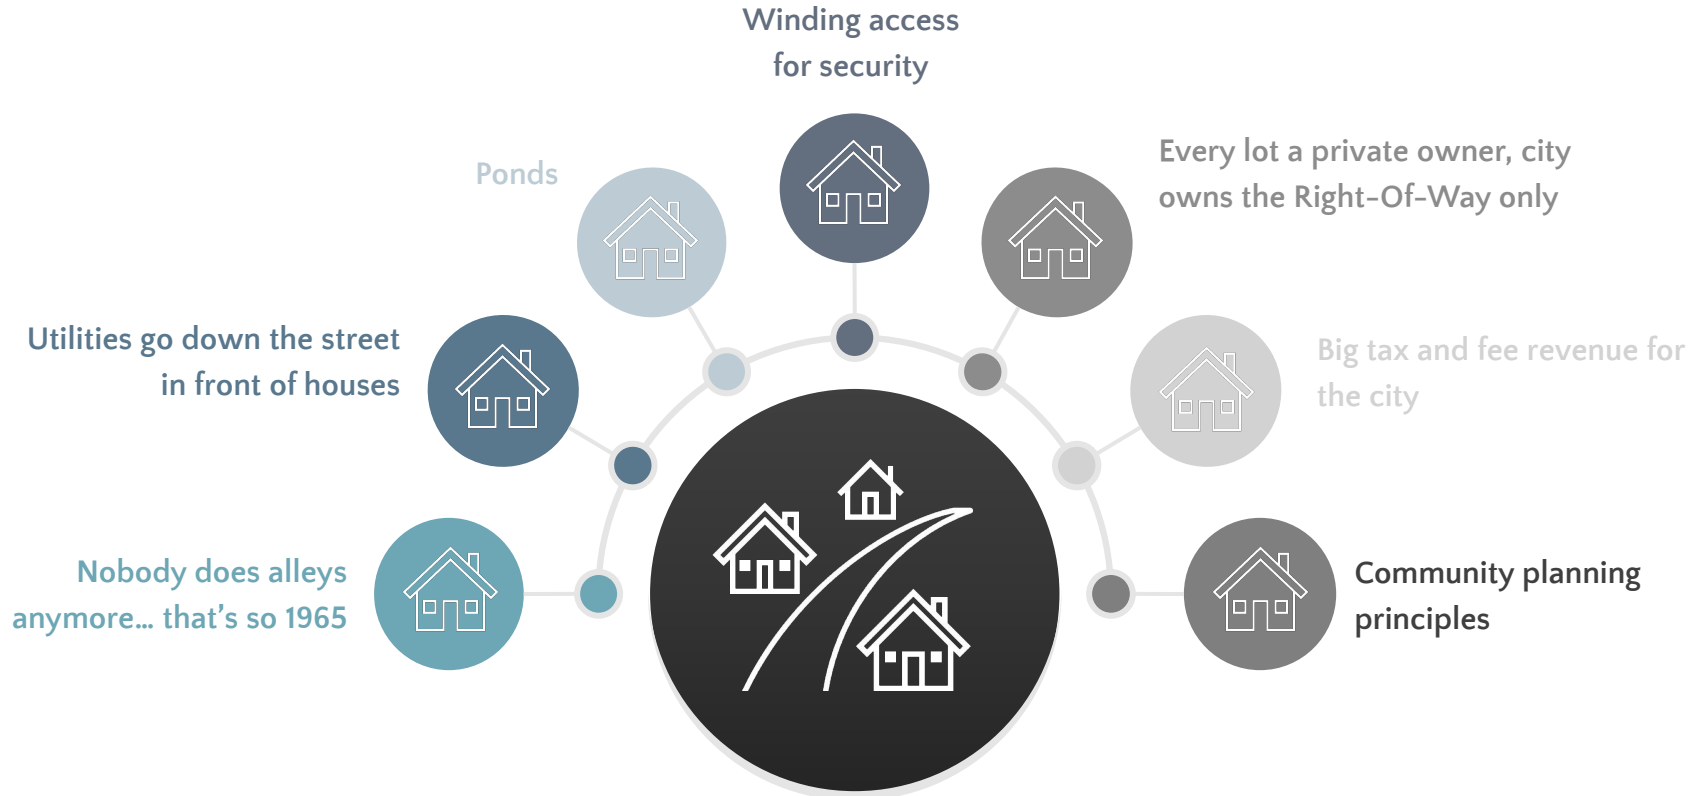 Winding access
for security
Ponds
Every lot a private owner, city
owns the Right-Of-Way only
Utilities go down the street
in front of houses
Big tax and fee revenue for
the city
Nobody does alleys
anymore... that’s so 1965
Community planning
principles